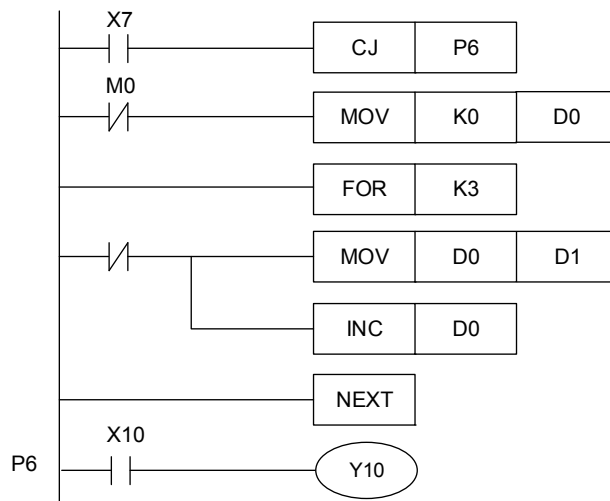 X7
CJ P6
M0
MOV K0 D0
FOR K3
MOV D0 D1
INC D0
NEXT
X10
P6 Y10